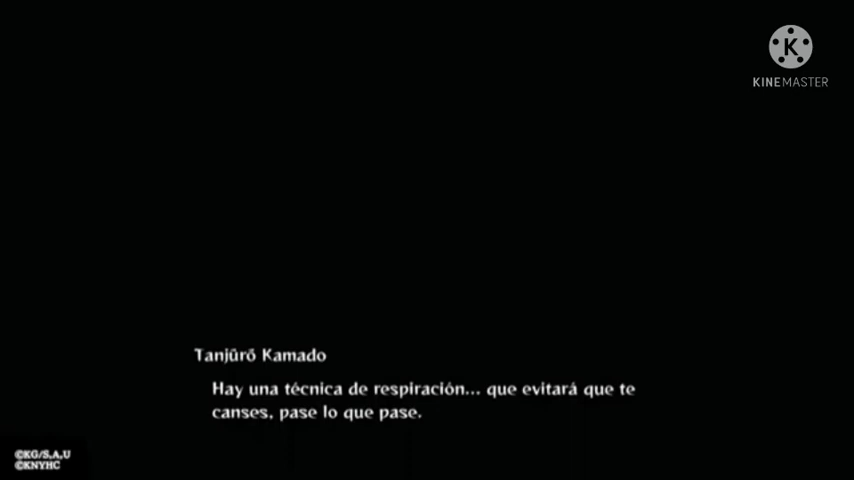 K
KINEMASTER
Tanjūrō Kamado
Hay una técnica de respiración... que evitará que te
canses, pase lo que pase.
©KG/S,A,U
©KNYHC